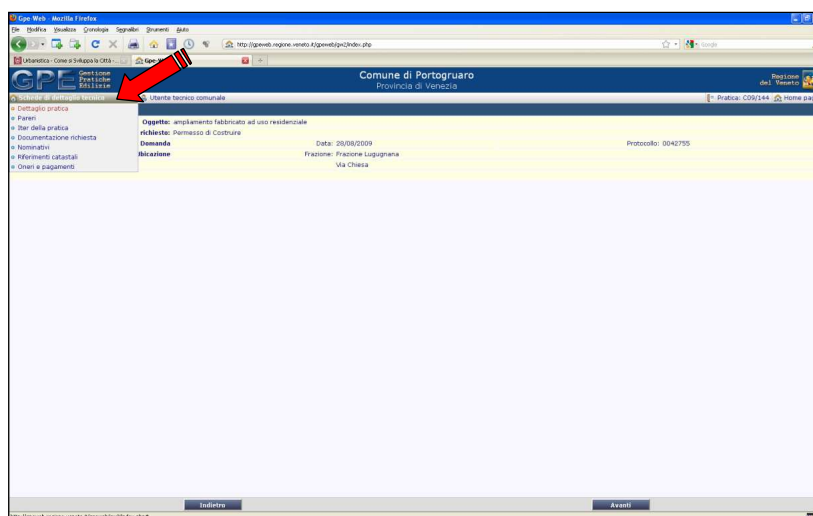 Gpe-Web - Mozilla Firefox
File Modifica Visualizza Cronologia Segnalibri Strumenti Aiuto
http://gpeweb.regione.veneto.it/gpeweb/gw2/index.php
Google
Urbanistica - Come si Sviluppa la Città -...
Gpe-W
GPE Gestione Pratiche Edilizie
Comune di Portogruaro
Provincia di Venezia
Regione del Veneto
Schede di dettaglio tecnico
Utente tecnico comunale
Pratica: C09/144
Home pa
Dettaglio pratica
Pareri
Iter della pratica
Documentazione richiesta
Nominativi
Riferimenti catastali
Oneri e pagamenti
Oggetto: ampliamento fabbricato ad uso residenziale
richieste: Permesso di Costruire
Domanda Data: 28/08/2009 Protocollo: 0042755
Ubicazione Frazione: Frazione Lugugnana
Via Chiesa
Indietro
Avanti